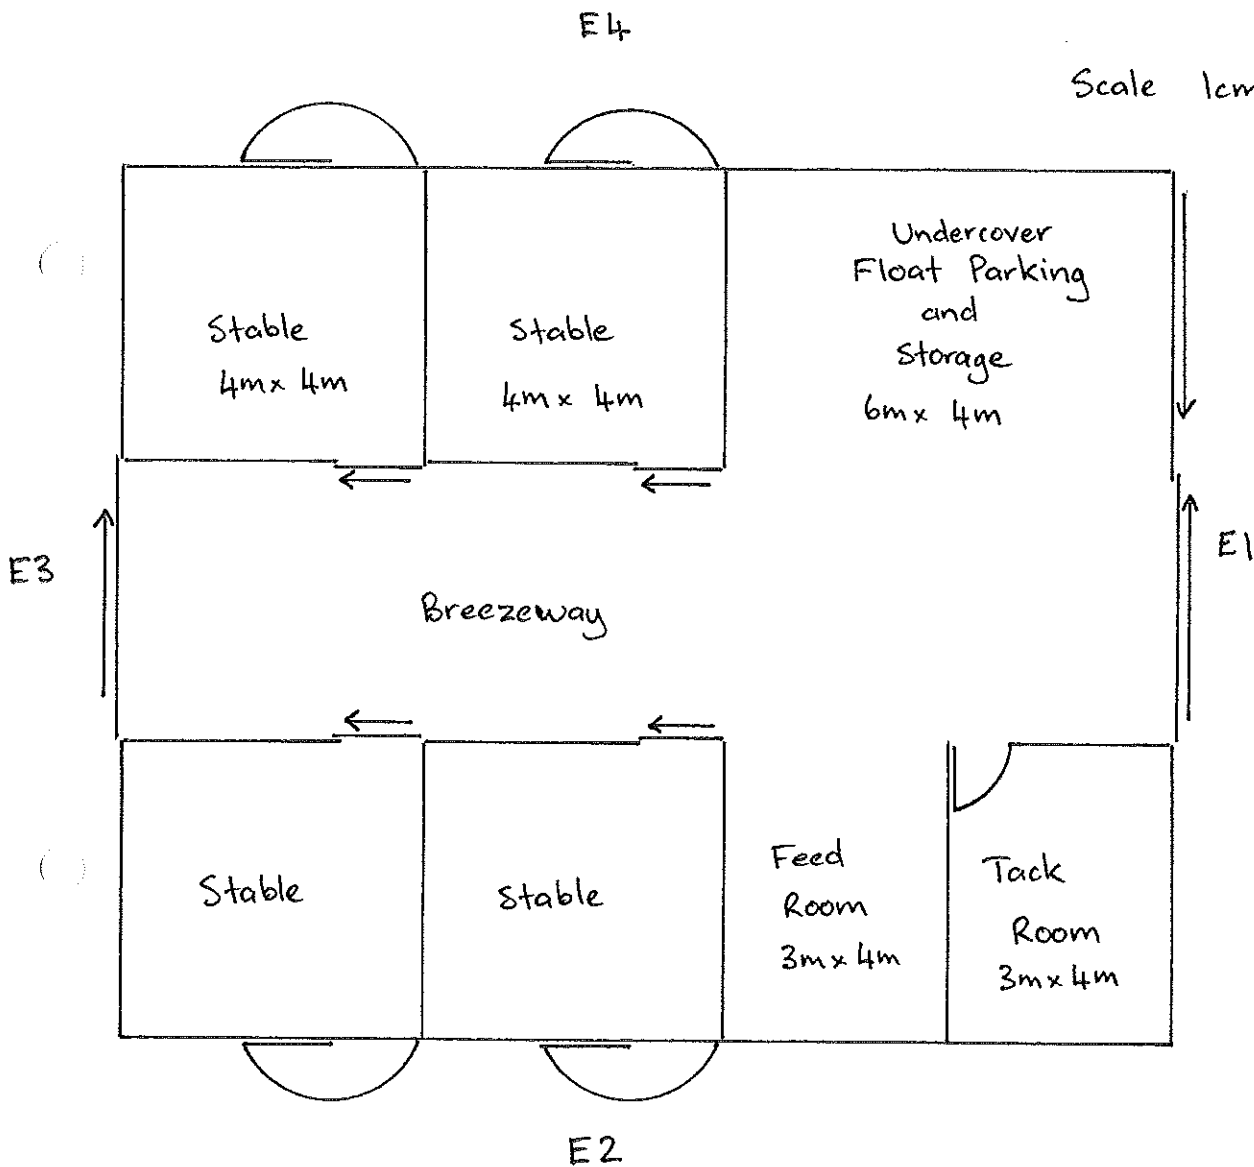 E4
Scale 1cm
Undercover
Float Parking
and
Storage
6m x 4m
Stable
4m x 4m
Stable
4m x 4m
E3
E1
Breezeway
Stable
Stable
Feed
Room
3m x 4m
Tack
Room
3m x 4m
E2